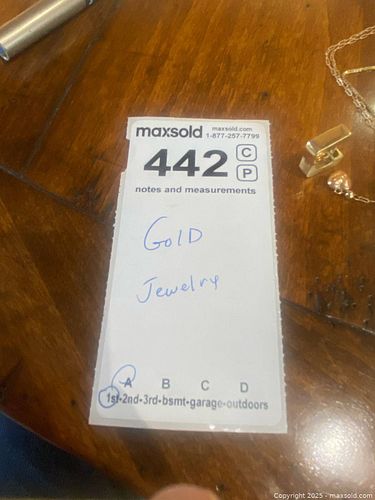 maxsold maxsold.com
1-877-257-7799
442 C
P
notes and measurements
GolD
Jewelry
A B C D
1st-2nd-3rd-bsmt-garage-outdoors
Copyright 2025 - maxsold.com